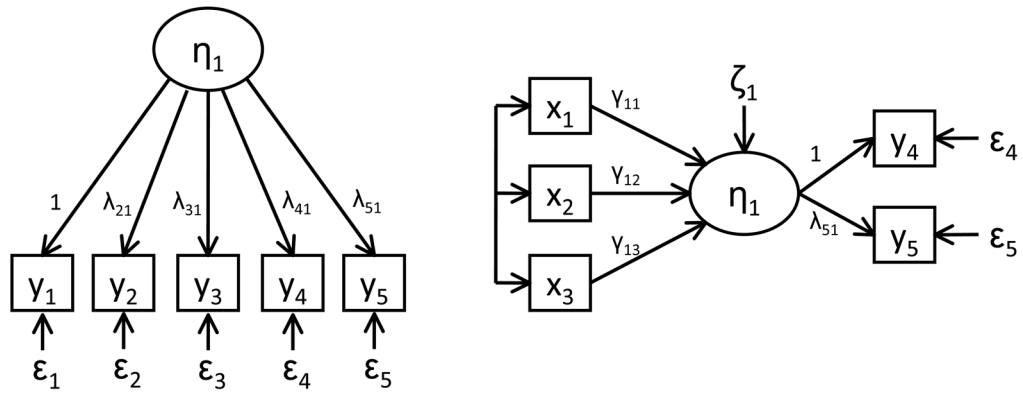 η₁
1 λ₂₁ λ₃₁ λ₄₁ λ₅₁
y₁ y₂ y₃ y₄ y₅
ε₁ ε₂ ε₃ ε₄ ε₅
ζ₁
x₁ γ₁₁
x₂ γ₁₂
x₃ γ₁₃
η₁
1 y₄ ε₄
λ₅₁ y₅ ε₅